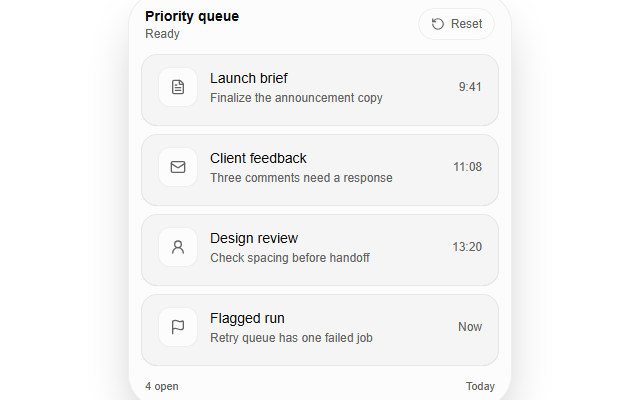 Priority queue
Ready
Reset
Launch brief
Finalize the announcement copy
9:41
Client feedback
Three comments need a response
11:08
Design review
Check spacing before handoff
13:20
Flagged run
Retry queue has one failed job
Now
4 open
Today